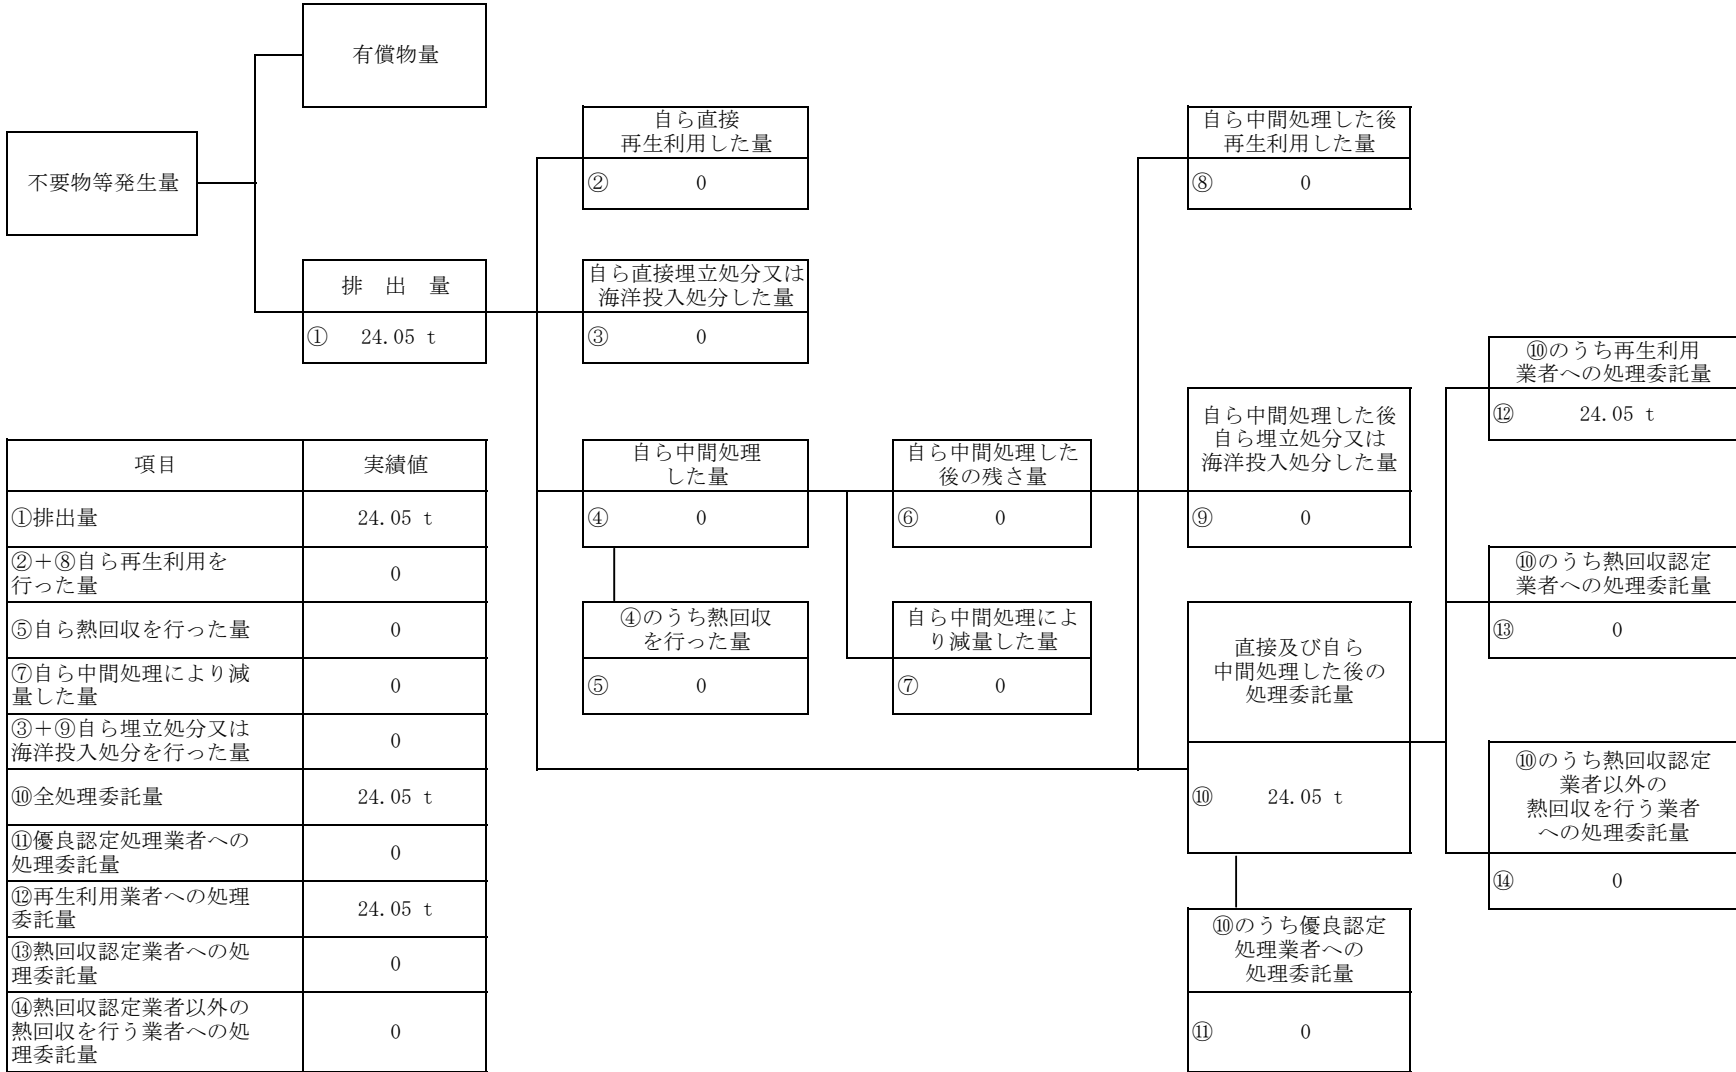 有償物量
不要物等発生量
排　出　量
① 24.05 t
自ら直接
再生利用した量
② 0
自ら直接埋立処分又は
海洋投入処分した量
③ 0
自ら中間処理
した量
④ 0
④のうち熱回収
を行った量
⑤ 0
自ら中間処理した
後の残さ量
⑥ 0
自ら中間処理によ
り減量した量
⑦ 0
自ら中間処理した後
再生利用した量
⑧ 0
自ら中間処理した後
自ら埋立処分又は
海洋投入処分した量
⑨ 0
直接及び自ら
中間処理した後の
処理委託量
⑩ 24.05 t
⑩のうち優良認定
処理業者への
処理委託量
⑪ 0
⑩のうち再生利用
業者への処理委託量
⑫ 24.05 t
⑩のうち熱回収認定
業者への処理委託量
⑬ 0
⑩のうち熱回収認定
業者以外の
熱回収を行う業者
への処理委託量
⑭ 0
項目 実績値
①排出量 24.05 t
②＋⑧自ら再生利用を
行った量 0
⑤自ら熱回収を行った量 0
⑦自ら中間処理により減
量した量 0
③＋⑨自ら埋立処分又は
海洋投入処分を行った量 0
⑩全処理委託量 24.05 t
⑪優良認定処理業者への
処理委託量 0
⑫再生利用業者への処理
委託量 24.05 t
⑬熱回収認定業者への処
理委託量 0
⑭熱回収認定業者以外の
熱回収を行う業者への処
理委託量 0